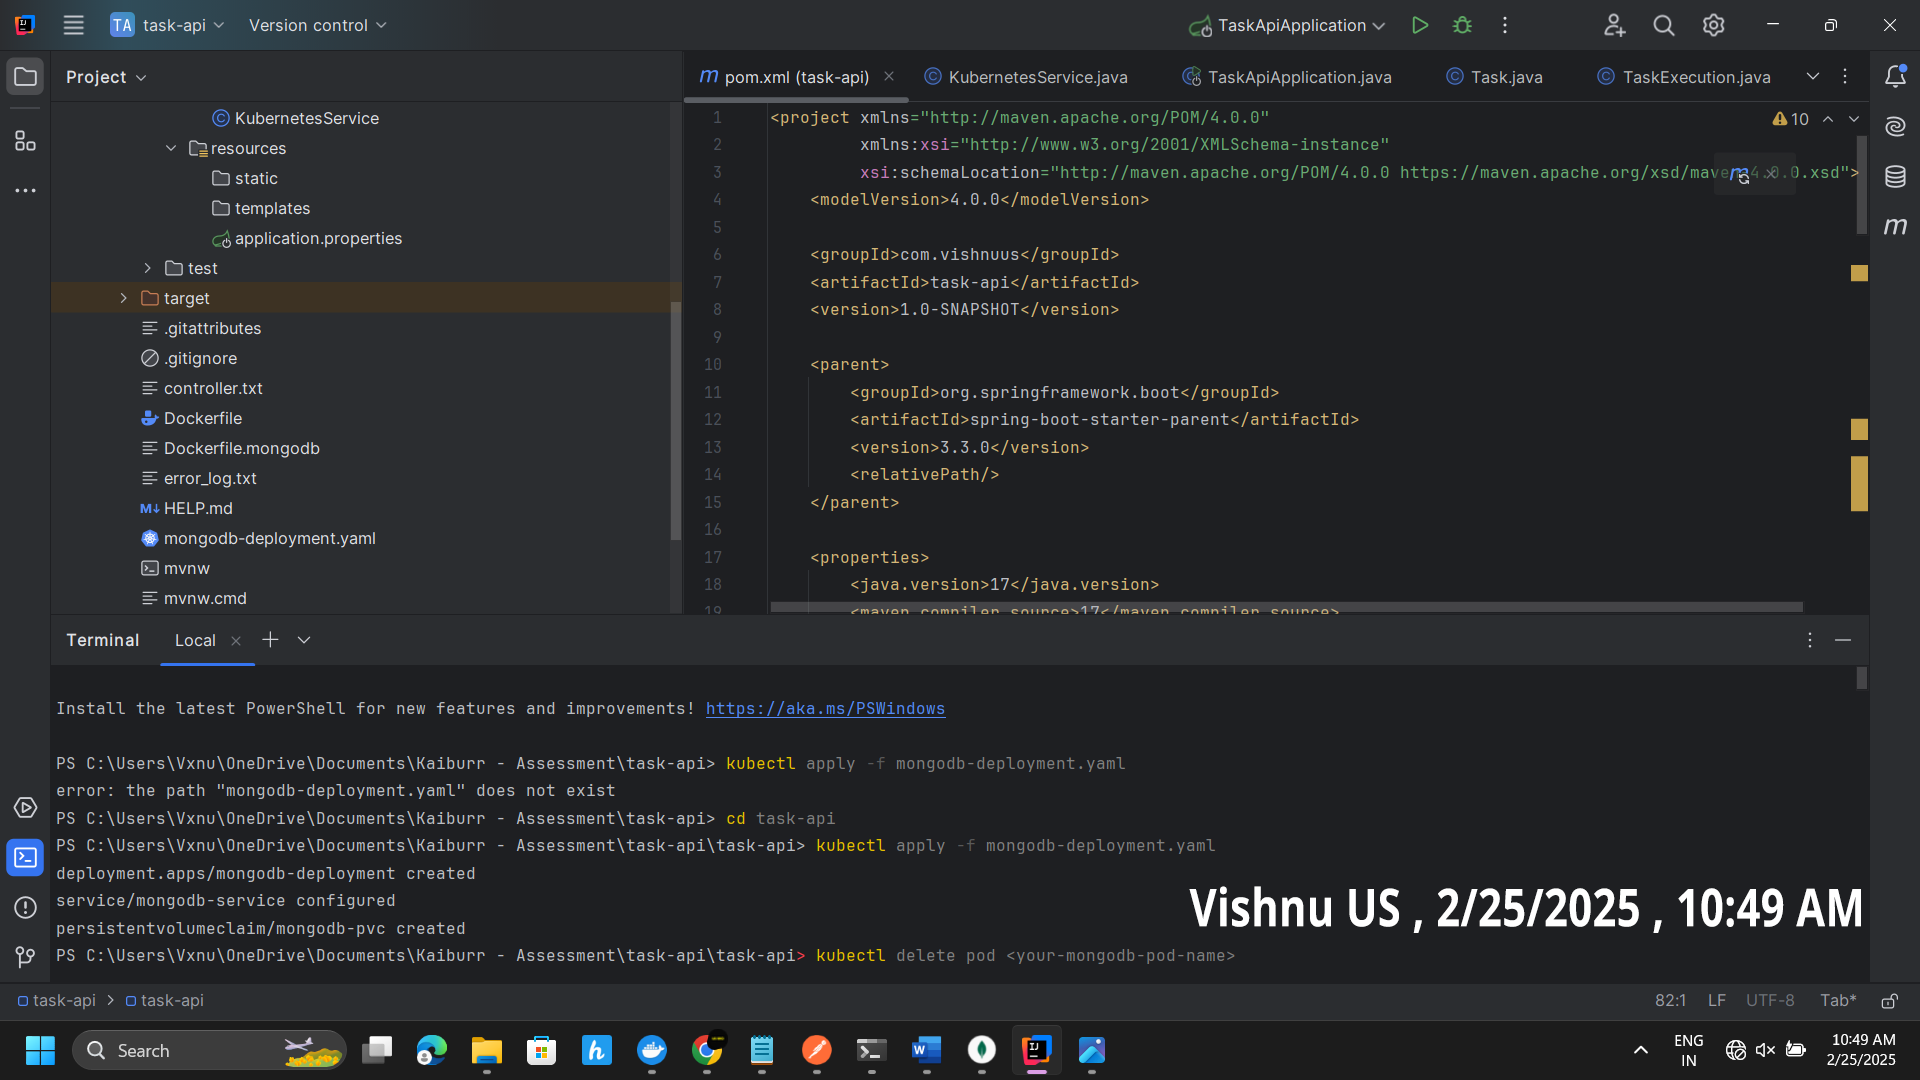 TA task-api Version control TaskApiApplication
Project
KubernetesService
resources
static
templates
application.properties
test
target
.gitattributes
.gitignore
controller.txt
Dockerfile
Dockerfile.mongodb
error_log.txt
HELP.md
mongodb-deployment.yaml
mvnw
mvnw.cmd
pom.xml (task-api) KubernetesService.java TaskApiApplication.java Task.java TaskExecution.java
10
1 <project xmlns="http://maven.apache.org/POM/4.0.0"
2 xmlns:xsi="http://www.w3.org/2001/XMLSchema-instance"
3 xsi:schemaLocation="http://maven.apache.org/POM/4.0.0 https://maven.apache.org/xsd/maven-4.0.0.xsd">
4 <modelVersion>4.0.0</modelVersion>
5
6 <groupId>com.vishnuus</groupId>
7 <artifactId>task-api</artifactId>
8 <version>1.0-SNAPSHOT</version>
9
10 <parent>
11 <groupId>org.springframework.boot</groupId>
12 <artifactId>spring-boot-starter-parent</artifactId>
13 <version>3.3.0</version>
14 <relativePath/>
15 </parent>
16
17 <properties>
18 <java.version>17</java.version>
19 <maven.compiler.source>17</maven.compiler.source>
Terminal Local
Install the latest PowerShell for new features and improvements! https://aka.ms/PSWindows
PS C:\Users\Vxnu\OneDrive\Documents\Kaiburr - Assessment\task-api> kubectl apply -f mongodb-deployment.yaml
error: the path "mongodb-deployment.yaml" does not exist
PS C:\Users\Vxnu\OneDrive\Documents\Kaiburr - Assessment\task-api> cd task-api
PS C:\Users\Vxnu\OneDrive\Documents\Kaiburr - Assessment\task-api\task-api> kubectl apply -f mongodb-deployment.yaml
deployment.apps/mongodb-deployment created
service/mongodb-service configured
persistentvolumeclaim/mongodb-pvc created
PS C:\Users\Vxnu\OneDrive\Documents\Kaiburr - Assessment\task-api\task-api> kubectl delete pod <your-mongodb-pod-name>
Vishnu US , 2/25/2025 , 10:49 AM
task-api > task-api 82:1 LF UTF-8 Tab*
Search
ENG
IN
10:49 AM
2/25/2025